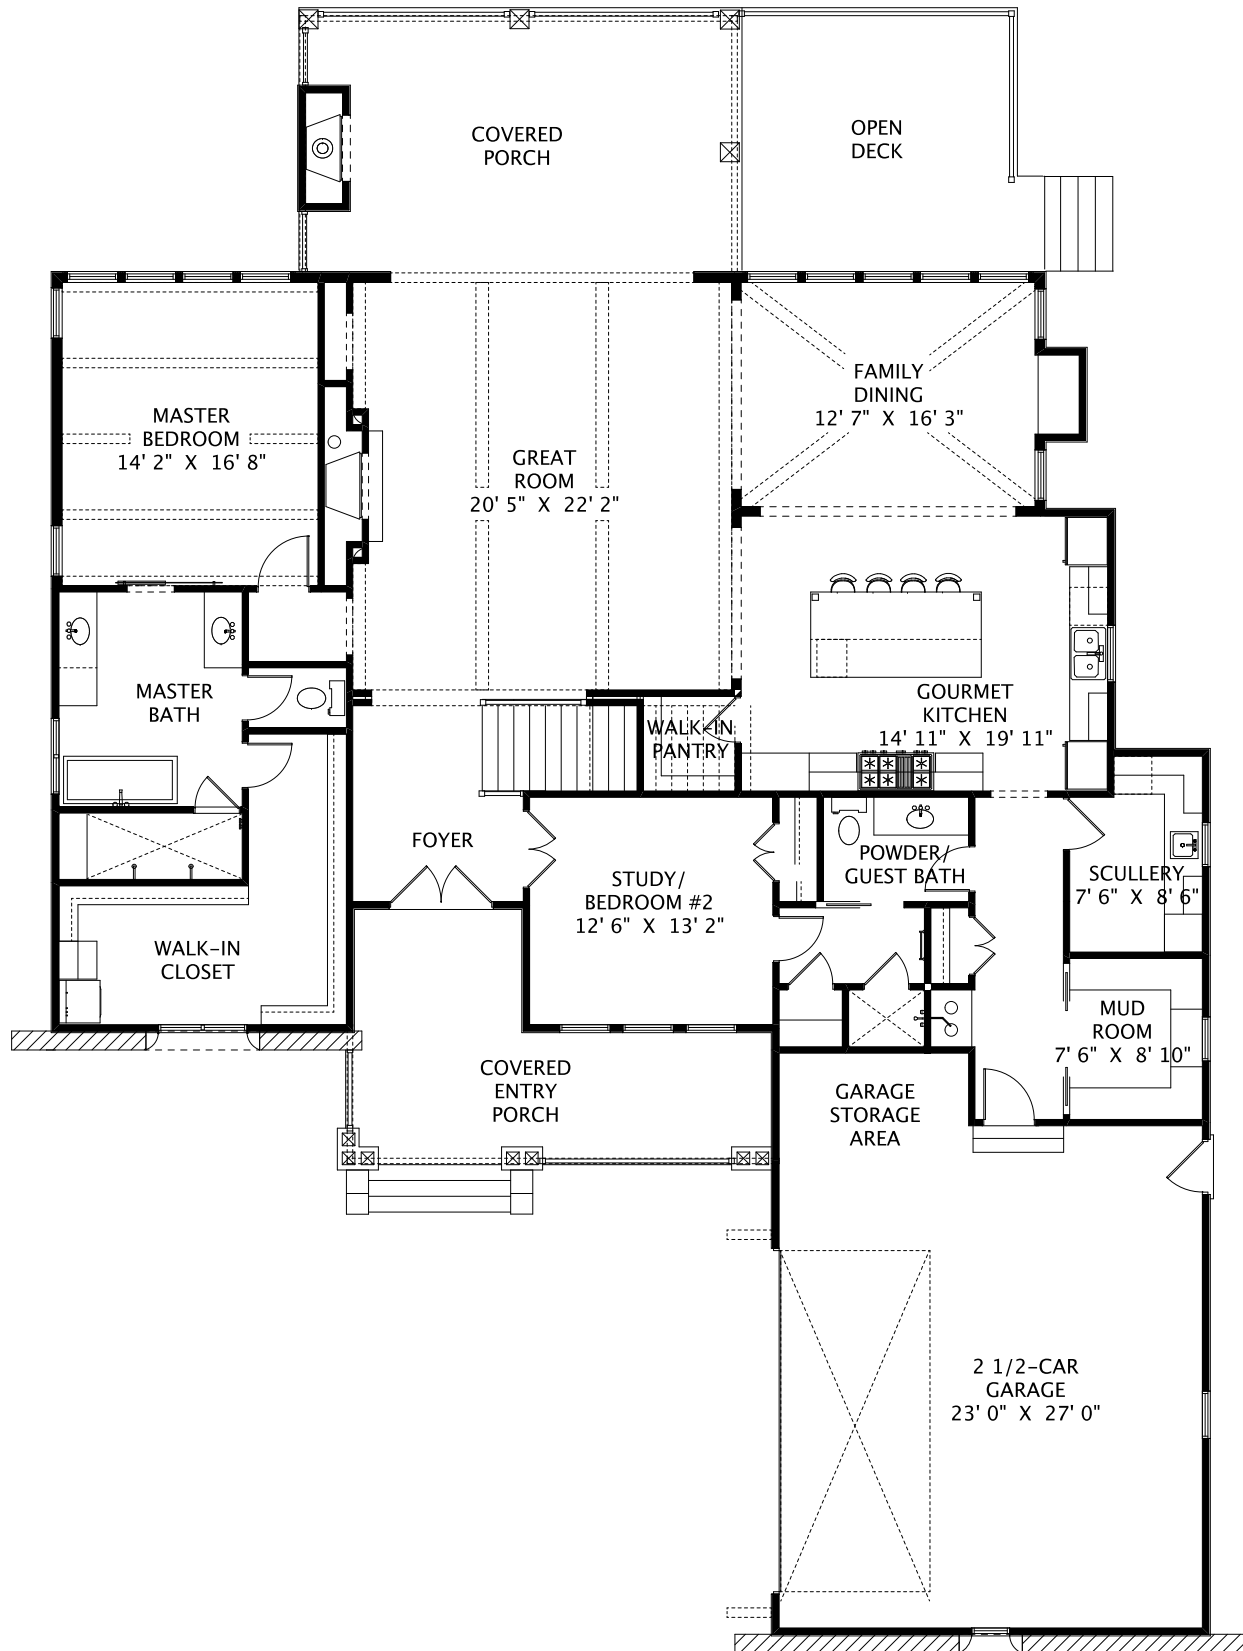 COVERED
PORCH
OPEN
DECK
FAMILY
DINING
12' 7" X 16' 3"
MASTER
BEDROOM
14' 2" X 16' 8"
GREAT
ROOM
20' 5" X 22' 2"
MASTER
BATH
WALK-IN
PANTRY
GOURMET
KITCHEN
14' 11" X 19' 11"
FOYER
STUDY/
BEDROOM #2
12' 6" X 13' 2"
POWDER/
GUEST BATH
SCULLERY
7' 6" X 8' 6"
WALK-IN
CLOSET
MUD
ROOM
7' 6" X 8' 10"
COVERED
ENTRY
PORCH
GARAGE
STORAGE
AREA
2 1/2-CAR
GARAGE
23' 0" X 27' 0"